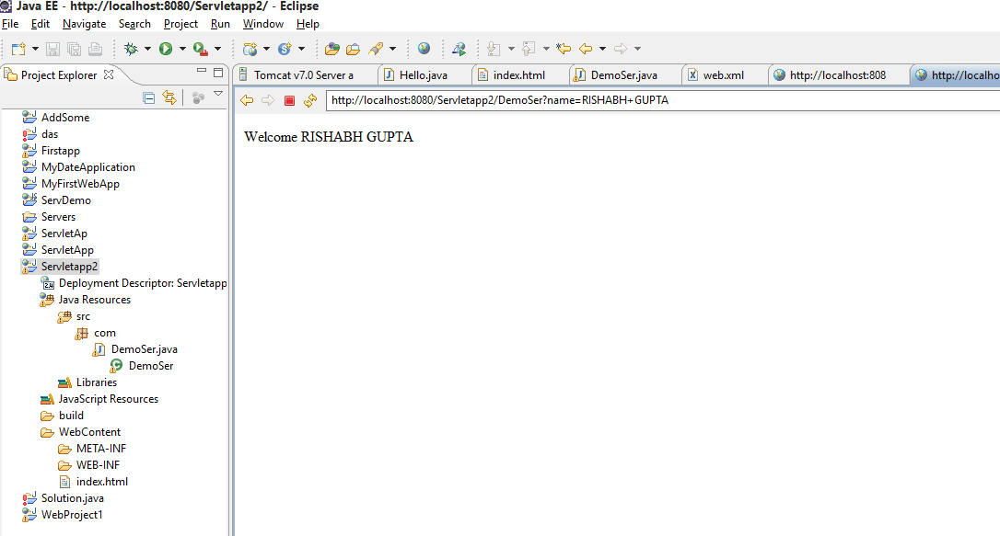 Java EE - http://localhost:8080/Servletapp2/ - Eclipse
File Edit Navigate Search Project Run Window Help
Project Explorer
Tomcat v7.0 Server a Hello.java index.html DemoSer.java web.xml http://localhost:808 http://localho
http://localhost:8080/Servletapp2/DemoSer?name=RISHABH+GUPTA
Welcome RISHABH GUPTA
AddSome
das
Firstapp
MyDateApplication
MyFirstWebApp
ServDemo
Servers
ServletAp
ServletApp
Servletapp2
Deployment Descriptor: Servletapp
Java Resources
src
com
DemoSer.java
DemoSer
Libraries
JavaScript Resources
build
WebContent
META-INF
WEB-INF
index.html
Solution.java
WebProject1